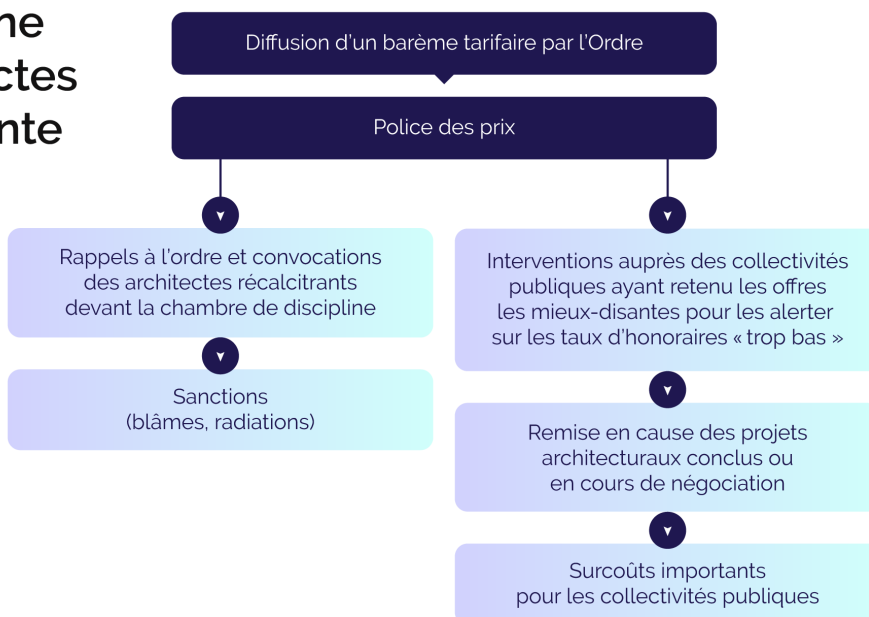 Diffusion d'un barème tarifaire par l'Ordre
Police des prix
Rappels à l'ordre et convocations
des architectes récalcitrants
devant la chambre de discipline
Sanctions
(blâmes, radiations)
Interventions auprès des collectivités
publiques ayant retenu les offres
les mieux-disantes pour les alerter
sur les taux d'honoraires « trop bas »
Remise en cause des projets
architecturaux conclus ou
en cours de négociation
Surcoûts importants
pour les collectivités publiques